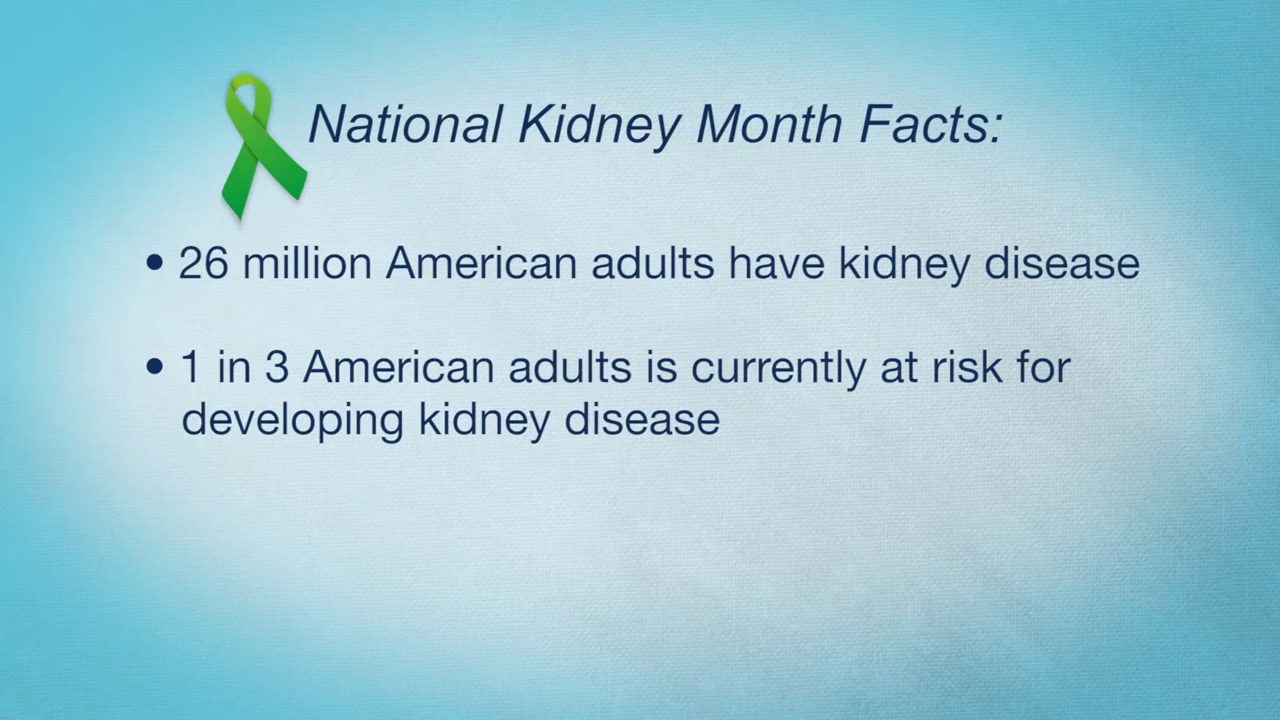 National Kidney Month Facts:
• 26 million American adults have kidney disease
• 1 in 3 American adults is currently at risk for
developing kidney disease